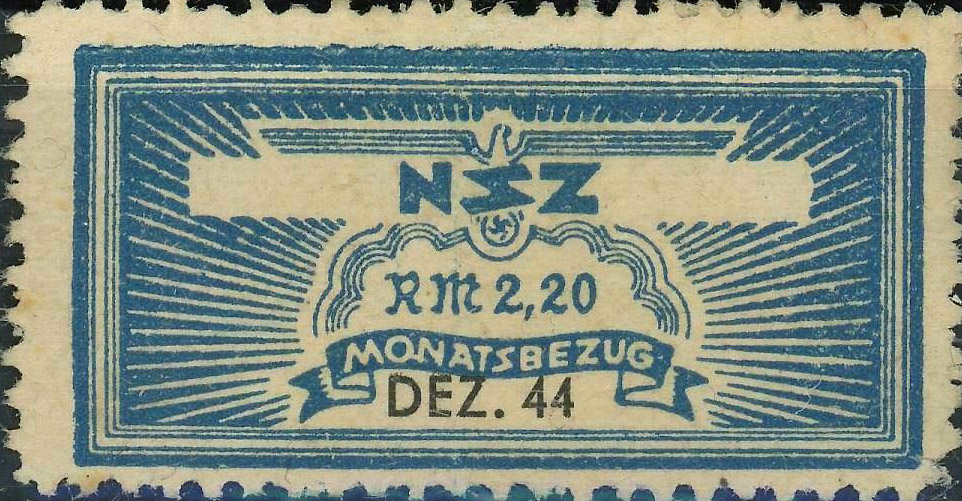 NSZ
RM 2,20
MONATSBEZUG
DEZ. 44